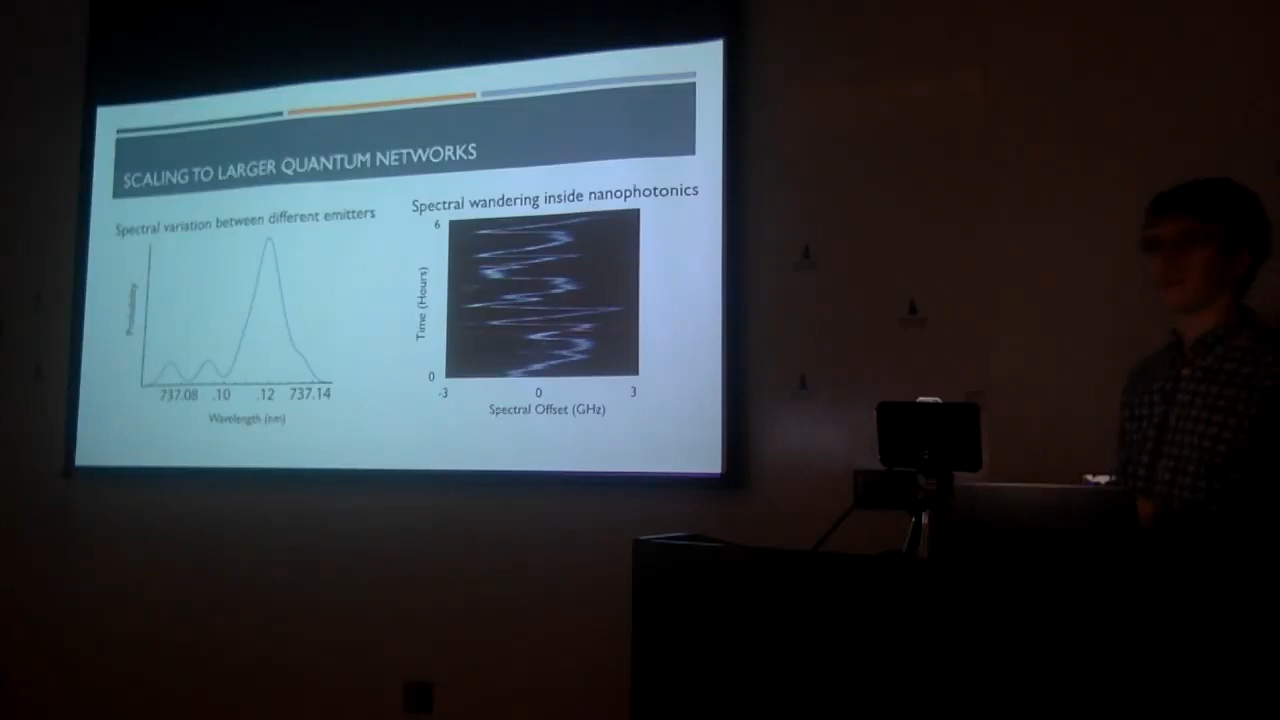 SCALING TO LARGER QUANTUM NETWORKS
Spectral variation between different emitters
Probability
737.08 .10 .12 737.14
Wavelength (nm)
Spectral wandering inside nanophotonics
6
Time (Hours)
0
-3 0 3
Spectral Offset (GHz)